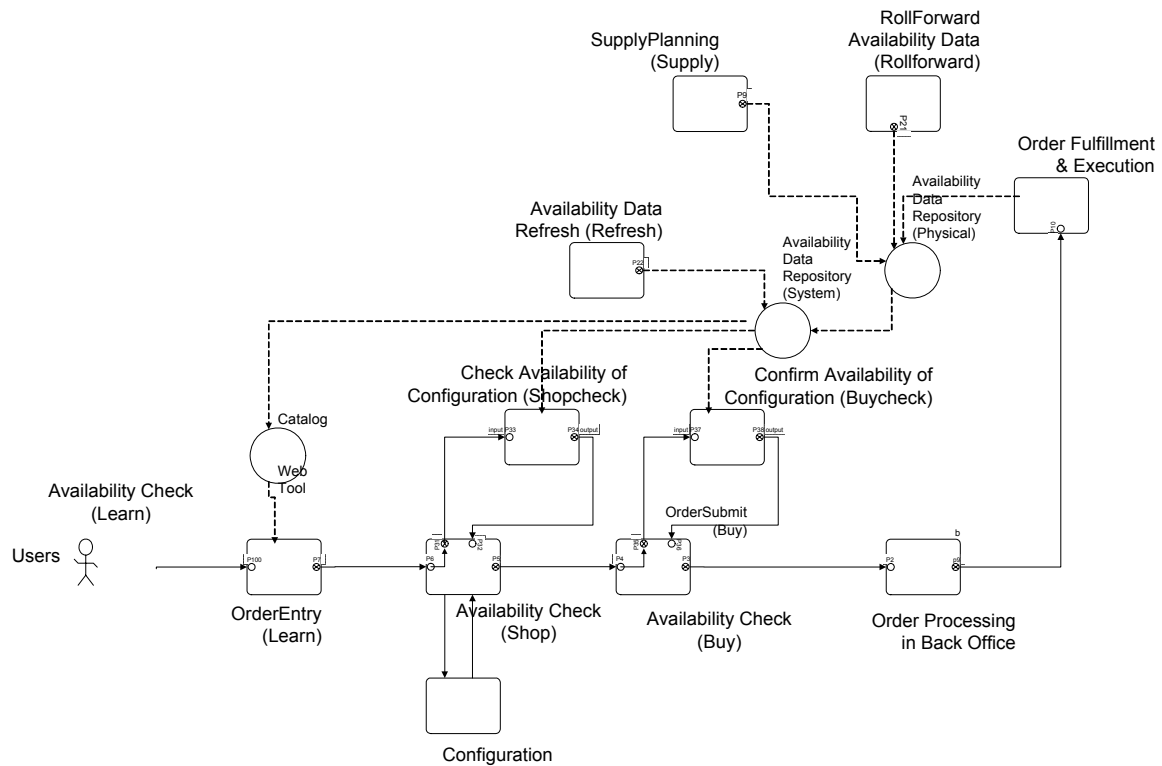 RollForward
Availability Data
(Rollforward)
SupplyPlanning
(Supply)
P9
P21
Order Fulfillment
& Execution
Availability
Data
Repository
(Physical)
Availability Data
Refresh (Refresh)
P22
Availability
Data
Repository
(System)
Check Availability of
Configuration (Shopcheck)
Confirm Availability of
Configuration (Buycheck)
Catalog
input P33
P34 output
input P37
P38 output
Web
Tool
Availability Check
(Learn)
OrderSubmit
(Buy)
Users
P100
P7
P6
P32
P5
P4
P36
P3
b
P2
p9
OrderEntry
(Learn)
Availability Check
(Shop)
Availability Check
(Buy)
Order Processing
in Back Office
Configuration